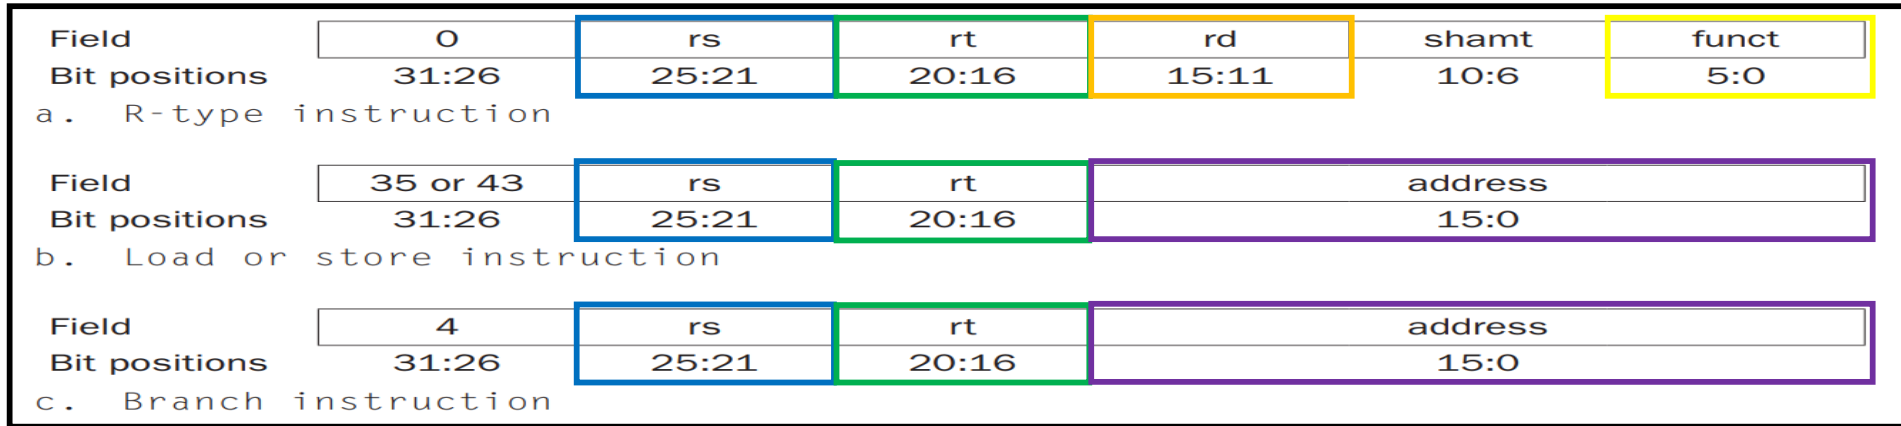 Field 0 rs rt rd shamt funct
Bit positions 31:26 25:21 20:16 15:11 10:6 5:0
a. R-type instruction
Field 35 or 43 rs rt address
Bit positions 31:26 25:21 20:16 15:0
b. Load or store instruction
Field 4 rs rt address
Bit positions 31:26 25:21 20:16 15:0
c. Branch instruction